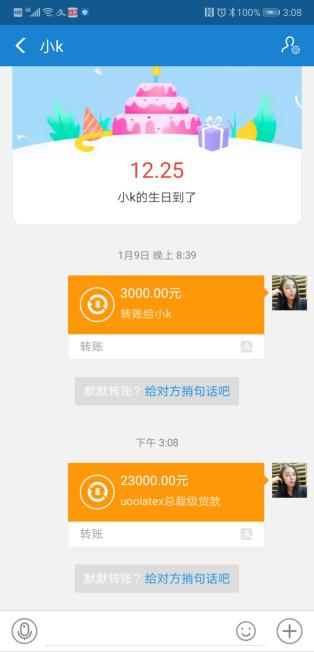 HD 4G 100% 3:08
小k
12.25
小k的生日到了
1月9日 晚上 8:39
3000.00元
转账给小k
转账
默默转账？给对方捎句话吧
下午 3:08
23000.00元
uoolatex总裁级货款
转账
默默转账？给对方捎句话吧